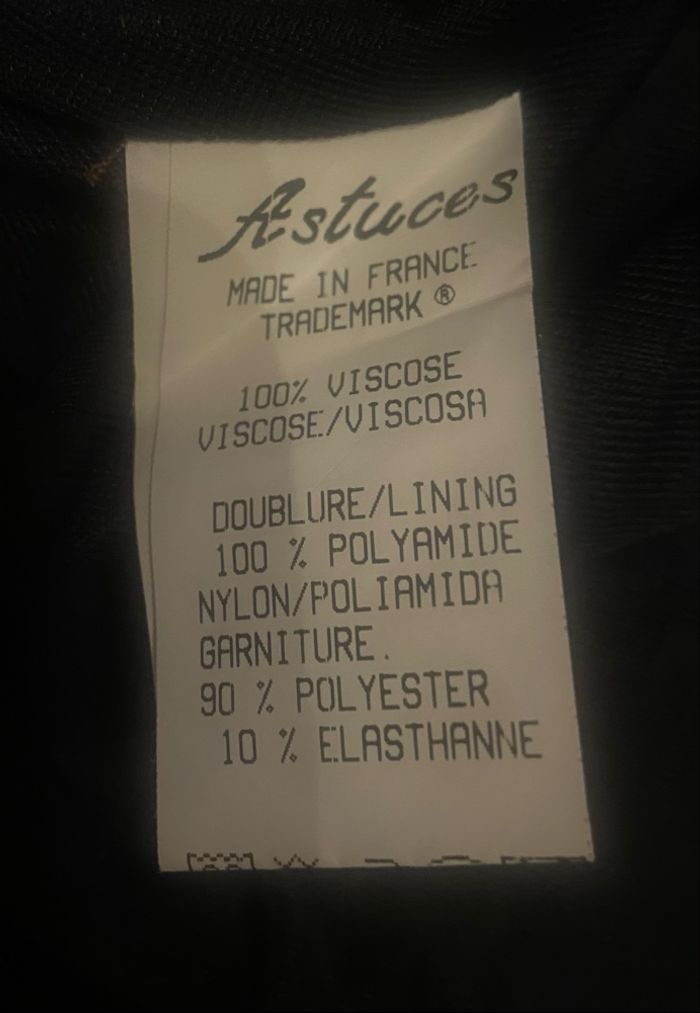 Astuces
MADE IN FRANCE
TRADEMARK ®
100% VISCOSE
VISCOSE/VISCOSA
DOUBLURE/LINING
100 % POLYAMIDE
NYLON/POLIAMIDA
GARNITURE.
90 % POLYESTER
10 % ELASTHANNE